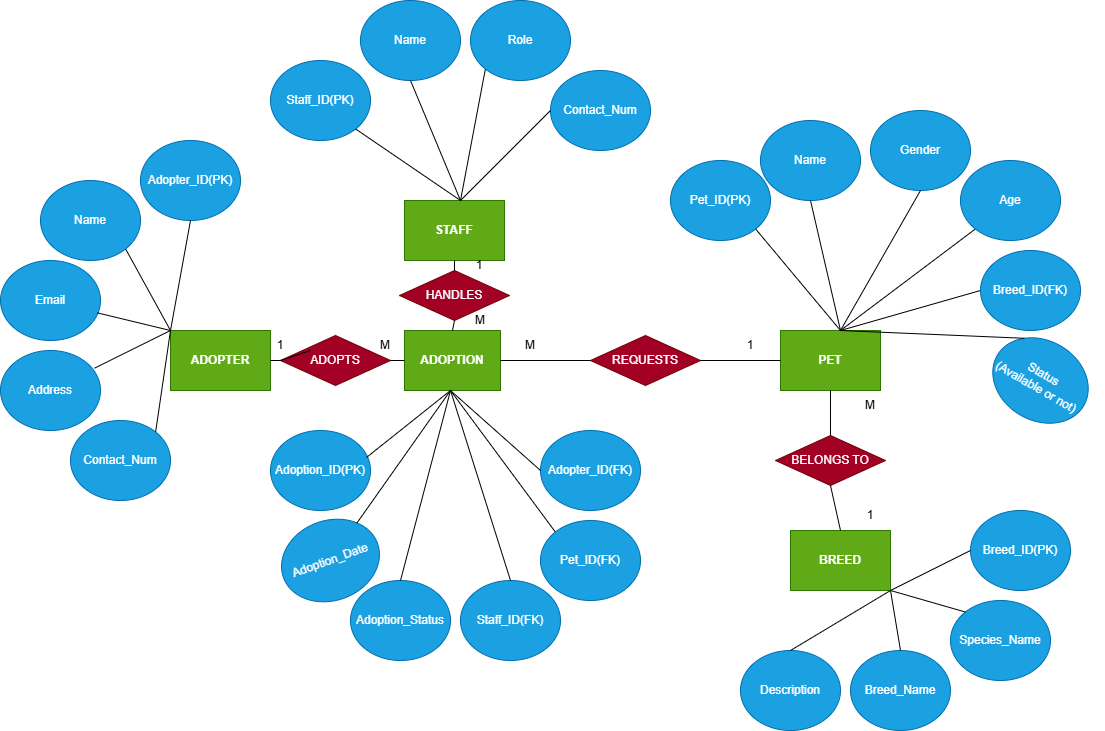 Name
Role
Staff_ID(PK)
Contact_Num
Adopter_ID(PK)
Name
Email
Address
Contact_Num
STAFF
1
HANDLES
M
ADOPTER
1
ADOPTS
M
ADOPTION
M
REQUESTS
1
PET
Pet_ID(PK)
Name
Gender
Age
Breed_ID(FK)
Status
(Available or not)
M
BELONGS TO
1
BREED
Breed_ID(PK)
Species_Name
Breed_Name
Description
Adoption_ID(PK)
Adoption_Date
Adoption_Status
Staff_ID(FK)
Pet_ID(FK)
Adopter_ID(FK)